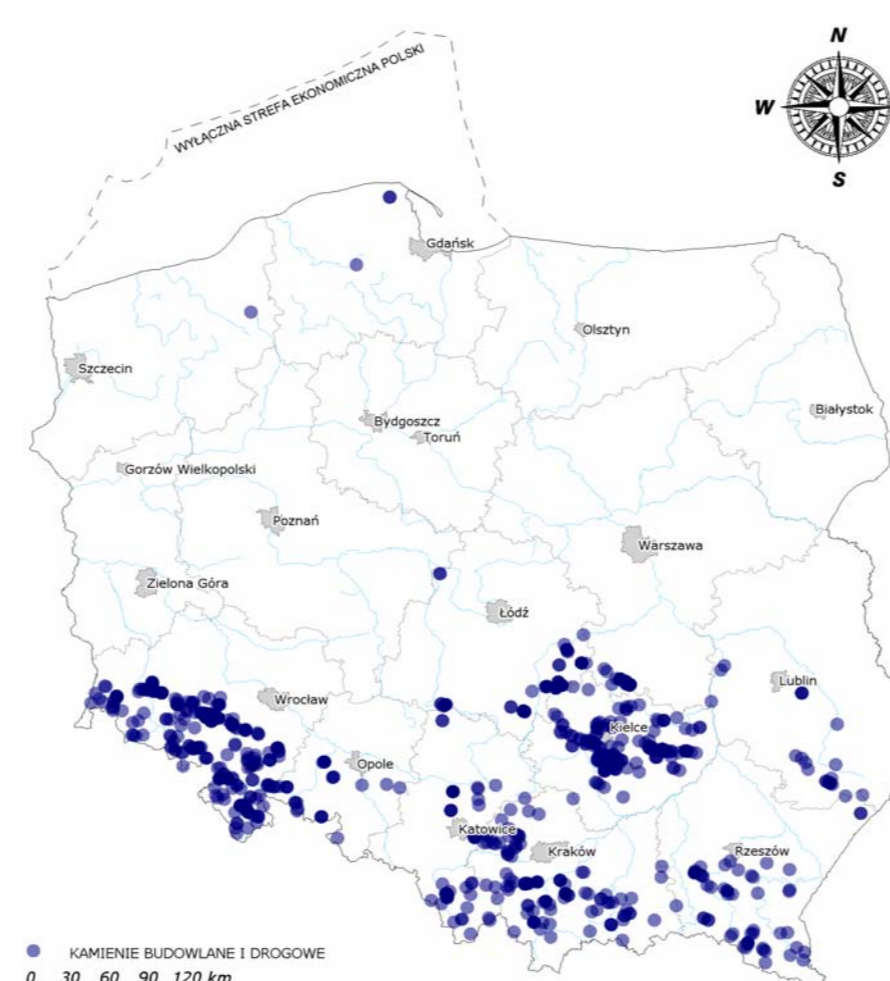 N
WYŁĄCZNA STREFA EKONOMICZNA POLSKI
W
S
Gdańsk
Olsztyn
Szczecin
Białystok
Bydgoszcz
Toruń
Gorzów Wielkopolski
Poznań
Warszawa
Zielona Góra
Łódź
Lublin
Wrocław
Kielce
Opole
Katowice
Kraków
Rzeszów
KAMIENIE BUDOWLANE I DROGOWE
0 30 60 90 120 km